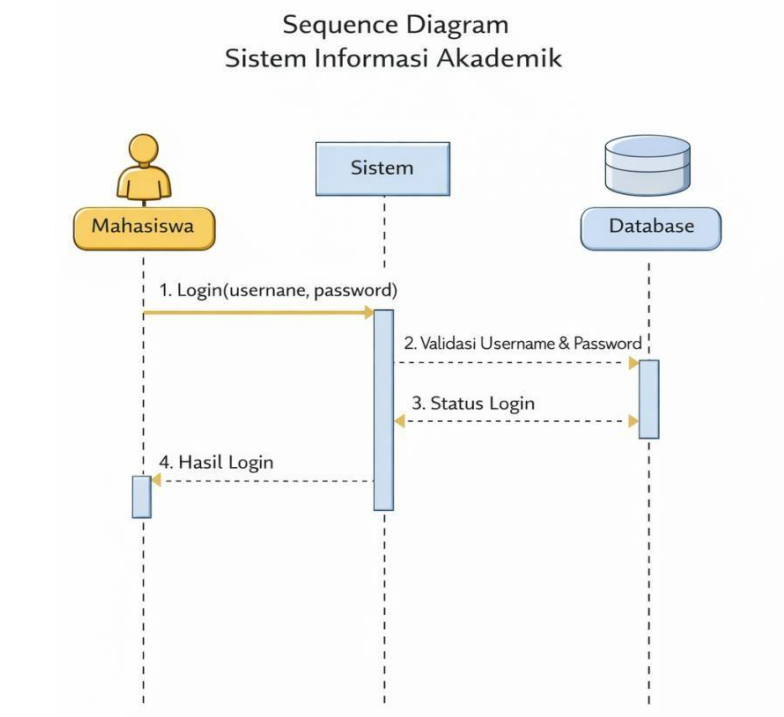 Sequence Diagram
Sistem Informasi Akademik
Sistem
Mahasiswa
Database
1. Login(usernane, password)
2. Validasi Username & Password
3. Status Login
4. Hasil Login